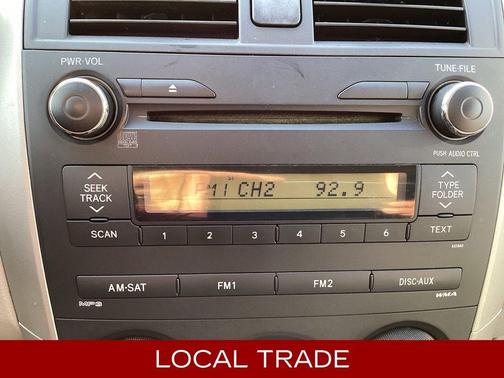 PWR·VOL
TUNE·FILE
PUSH AUDIO CTRL
ST
FM1 CH2 92.9
SEEK TRACK
TYPE FOLDER
SCAN 1 2 3 4 5 6 TEXT
AM·SAT FM1 FM2 DISC·AUX
MP3 WMA
LOCAL TRADE